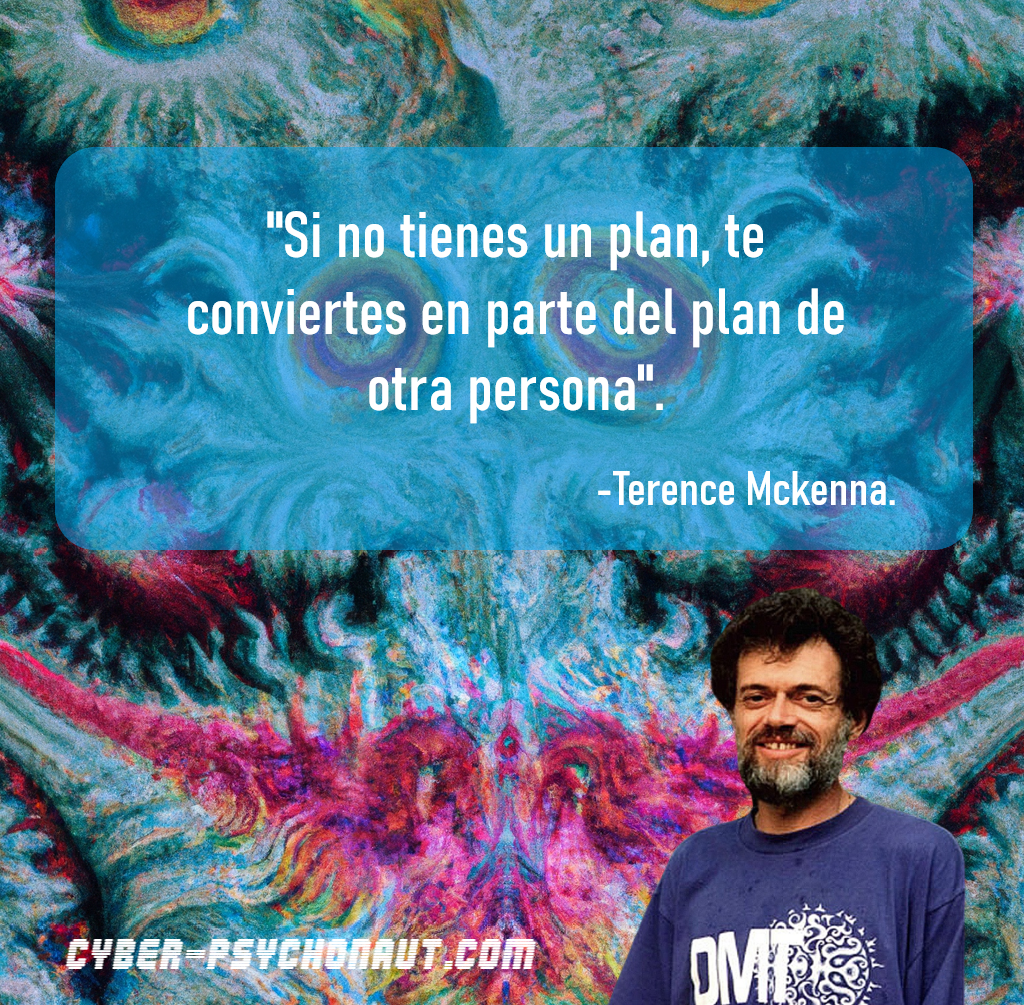 "Si no tienes un plan, te
conviertes en parte del plan de
otra persona".
-Terence Mckenna.
DMT
CYBER-PSYCHONAUT.COM